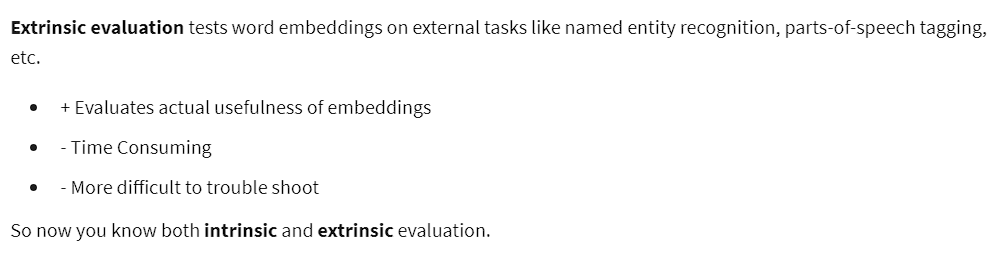 Extrinsic evaluation tests word embeddings on external tasks like named entity recognition, parts-of-speech tagging,
etc.
• + Evaluates actual usefulness of embeddings
• - Time Consuming
• - More difficult to trouble shoot
So now you know both intrinsic and extrinsic evaluation.